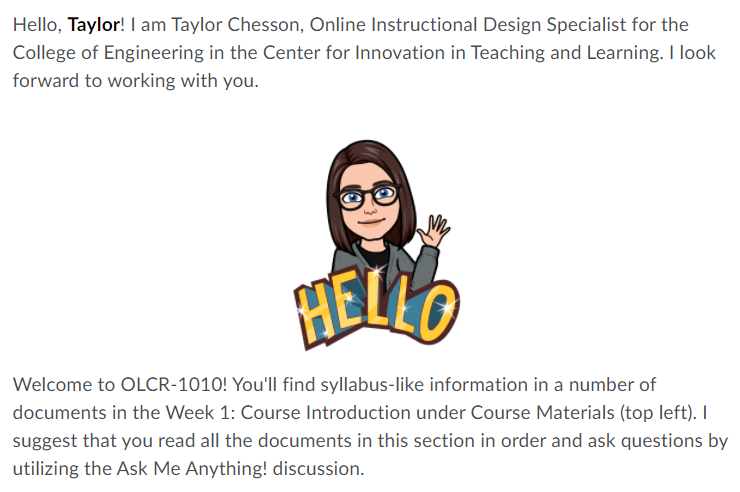 Hello, Taylor! I am Taylor Chesson, Online Instructional Design Specialist for the
College of Engineering in the Center for Innovation in Teaching and Learning. I look
forward to working with you.
HELLO
Welcome to OLCR-1010! You'll find syllabus-like information in a number of
documents in the Week 1: Course Introduction under Course Materials (top left). I
suggest that you read all the documents in this section in order and ask questions by
utilizing the Ask Me Anything! discussion.